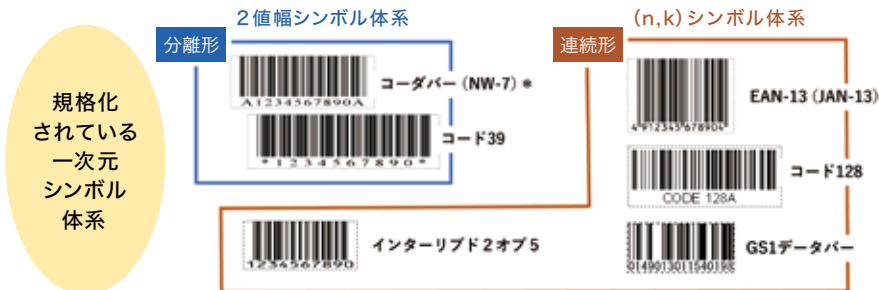 2値幅シンボル体系
(n,k)シンボル体系
分離形
連続形
規格化
されている
一次元
シンボル
体系
A1234567890A
コーダバー(NW-7)*
*1234567890*
コード39
1234567890
インターリブド2オブ5
4912345678904
EAN-13(JAN-13)
CODE 128A
コード128
GS1データバー